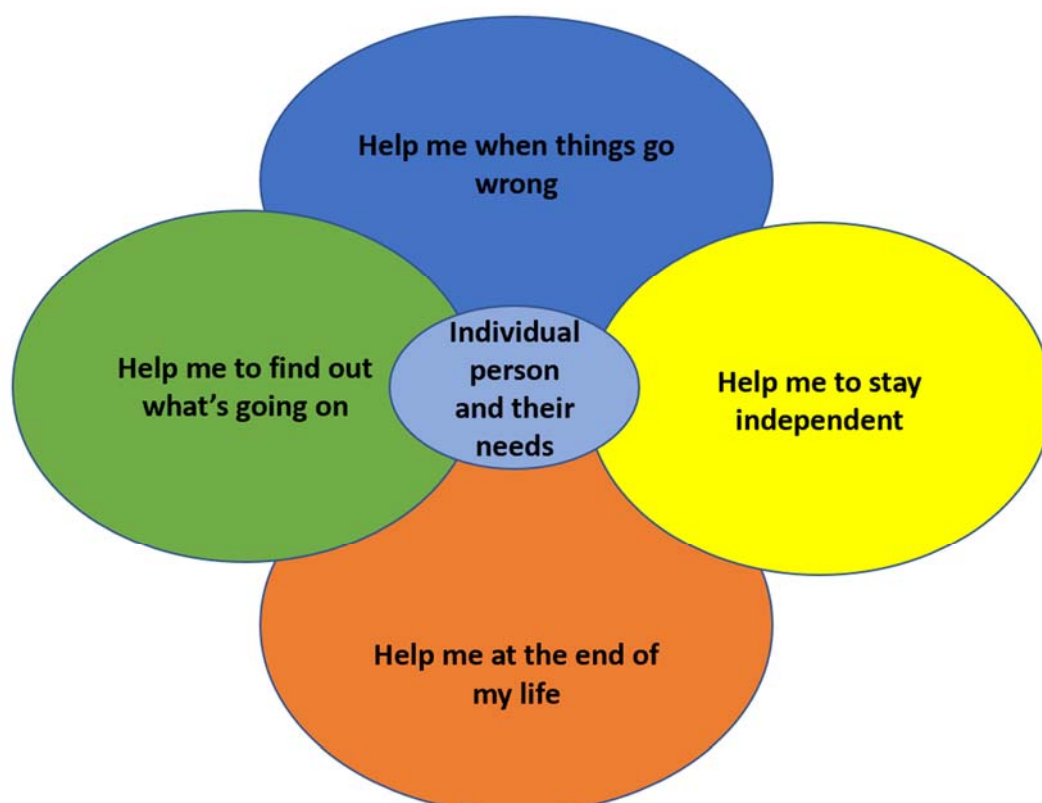 Help me when things go
wrong
Individual
person
and their
needs
Help me to find out
what's going on
Help me to stay
independent
Help me at the end of
my life